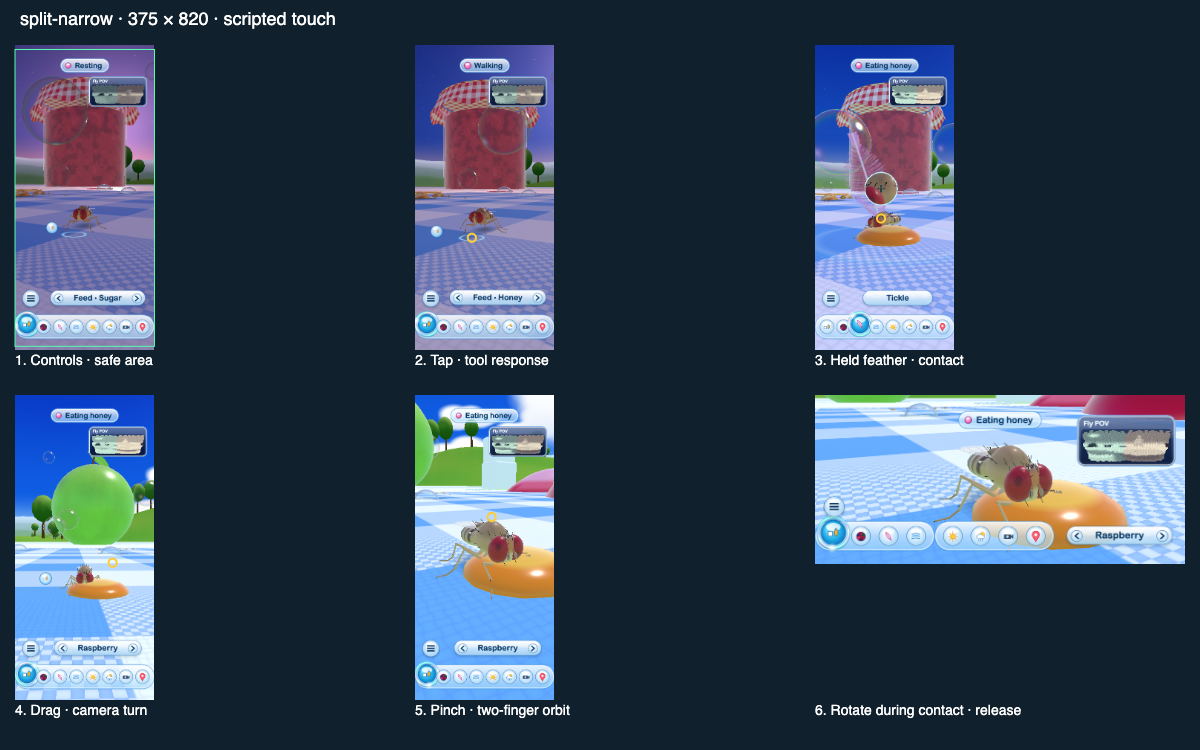 split-narrow · 375 × 820 · scripted touch
Resting
Fly POV
Feed · Sugar
1. Controls · safe area
Walking
Fly POV
Feed · Honey
2. Tap · tool response
Eating honey
Fly POV
Tickle
3. Held feather · contact
Eating honey
Fly POV
Raspberry
4. Drag · camera turn
Eating honey
Fly POV
Raspberry
5. Pinch · two-finger orbit
Eating honey
Fly POV
Raspberry
6. Rotate during contact · release